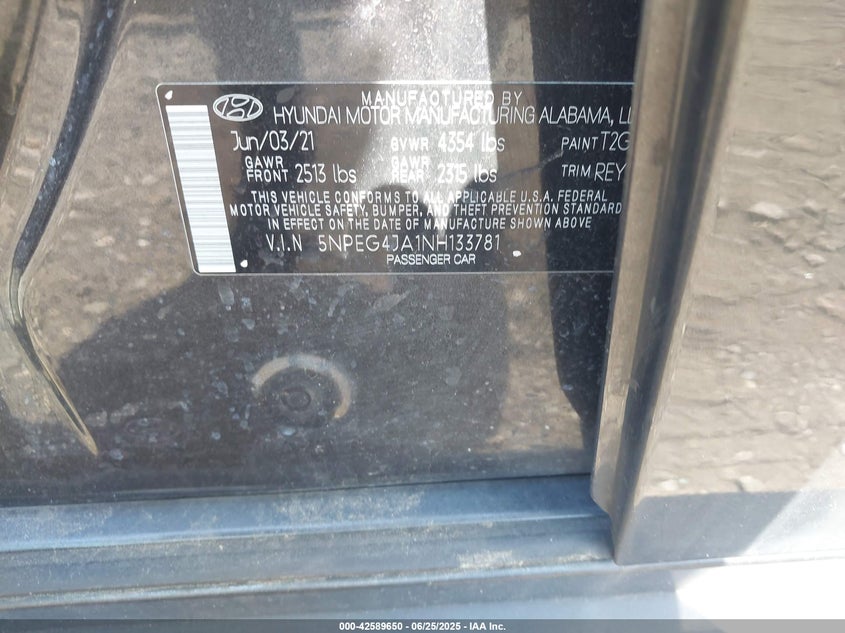 MANUFACTURED BY
HYUNDAI MOTOR MANUFACTURING ALABAMA,
Jun/03/21 GVWR 4354 lbs PAINT T2G
GAWR FRONT 2513 lbs GAWR REAR 2315 lbs TRIM REY
THIS VEHICLE CONFORMS TO ALL APPLICABLE U.S.A. FEDERAL
MOTOR VEHICLE SAFETY, BUMPER, AND THEFT PREVENTION STANDARD
IN EFFECT ON THE DATE OF MANUFACTURE SHOWN ABOVE
V.I.N 5NPEG4JA1NH133781
PASSENGER CAR
000-42589650 - 06/25/2025 - IAA Inc.